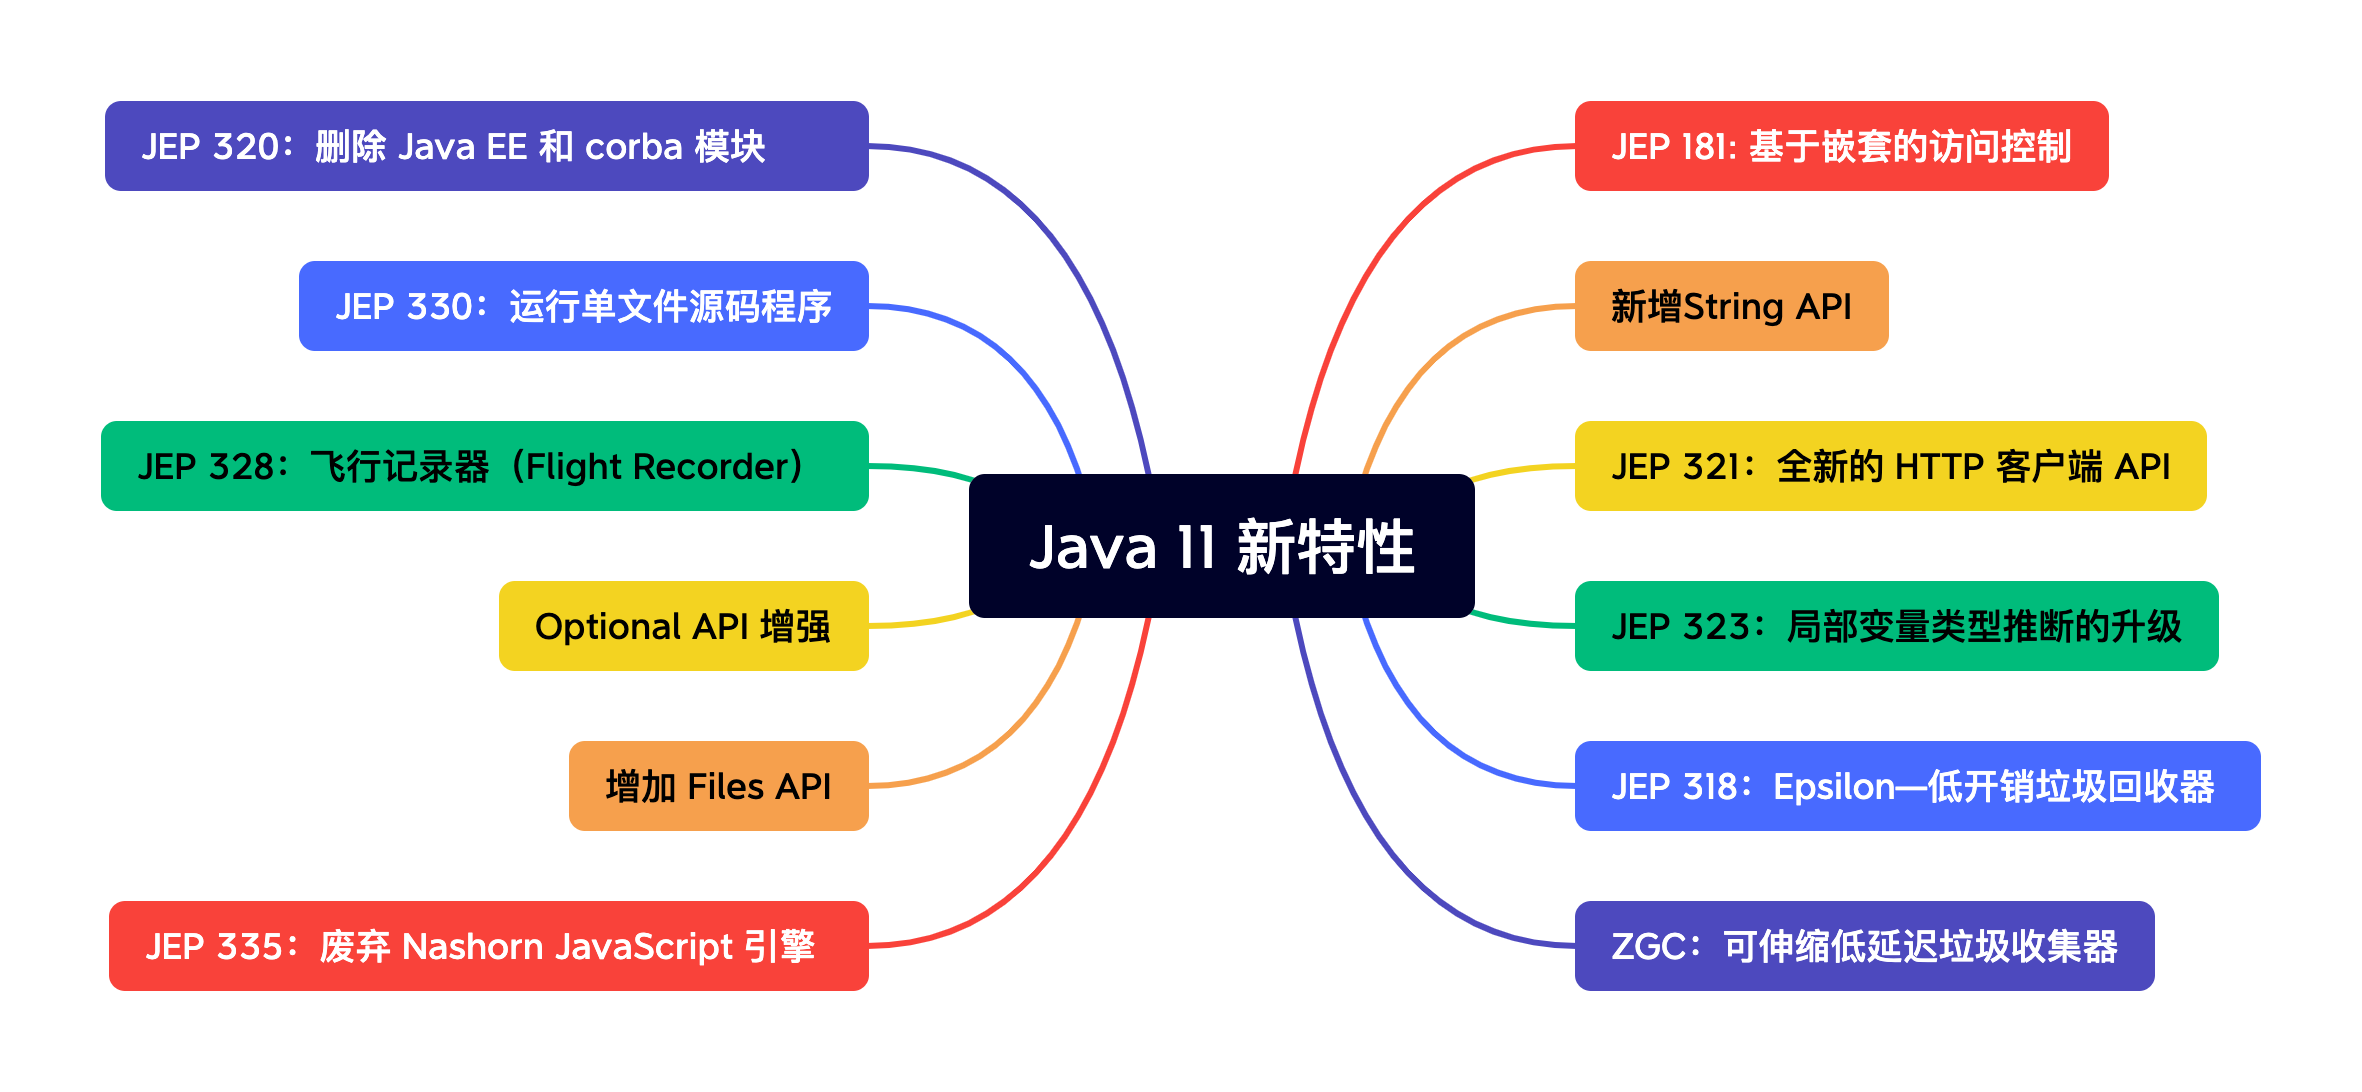 Java 11 新特性
JEP 181: 基于嵌套的访问控制
新增String API
JEP 321：全新的 HTTP 客户端 API
JEP 323：局部变量类型推断的升级
JEP 318：Epsilon—低开销垃圾回收器
ZGC：可伸缩低延迟垃圾收集器
JEP 320：删除 Java EE 和 corba 模块
JEP 330：运行单文件源码程序
JEP 328：飞行记录器（Flight Recorder）
Optional API 增强
增加 Files API
JEP 335：废弃 Nashorn JavaScript 引擎